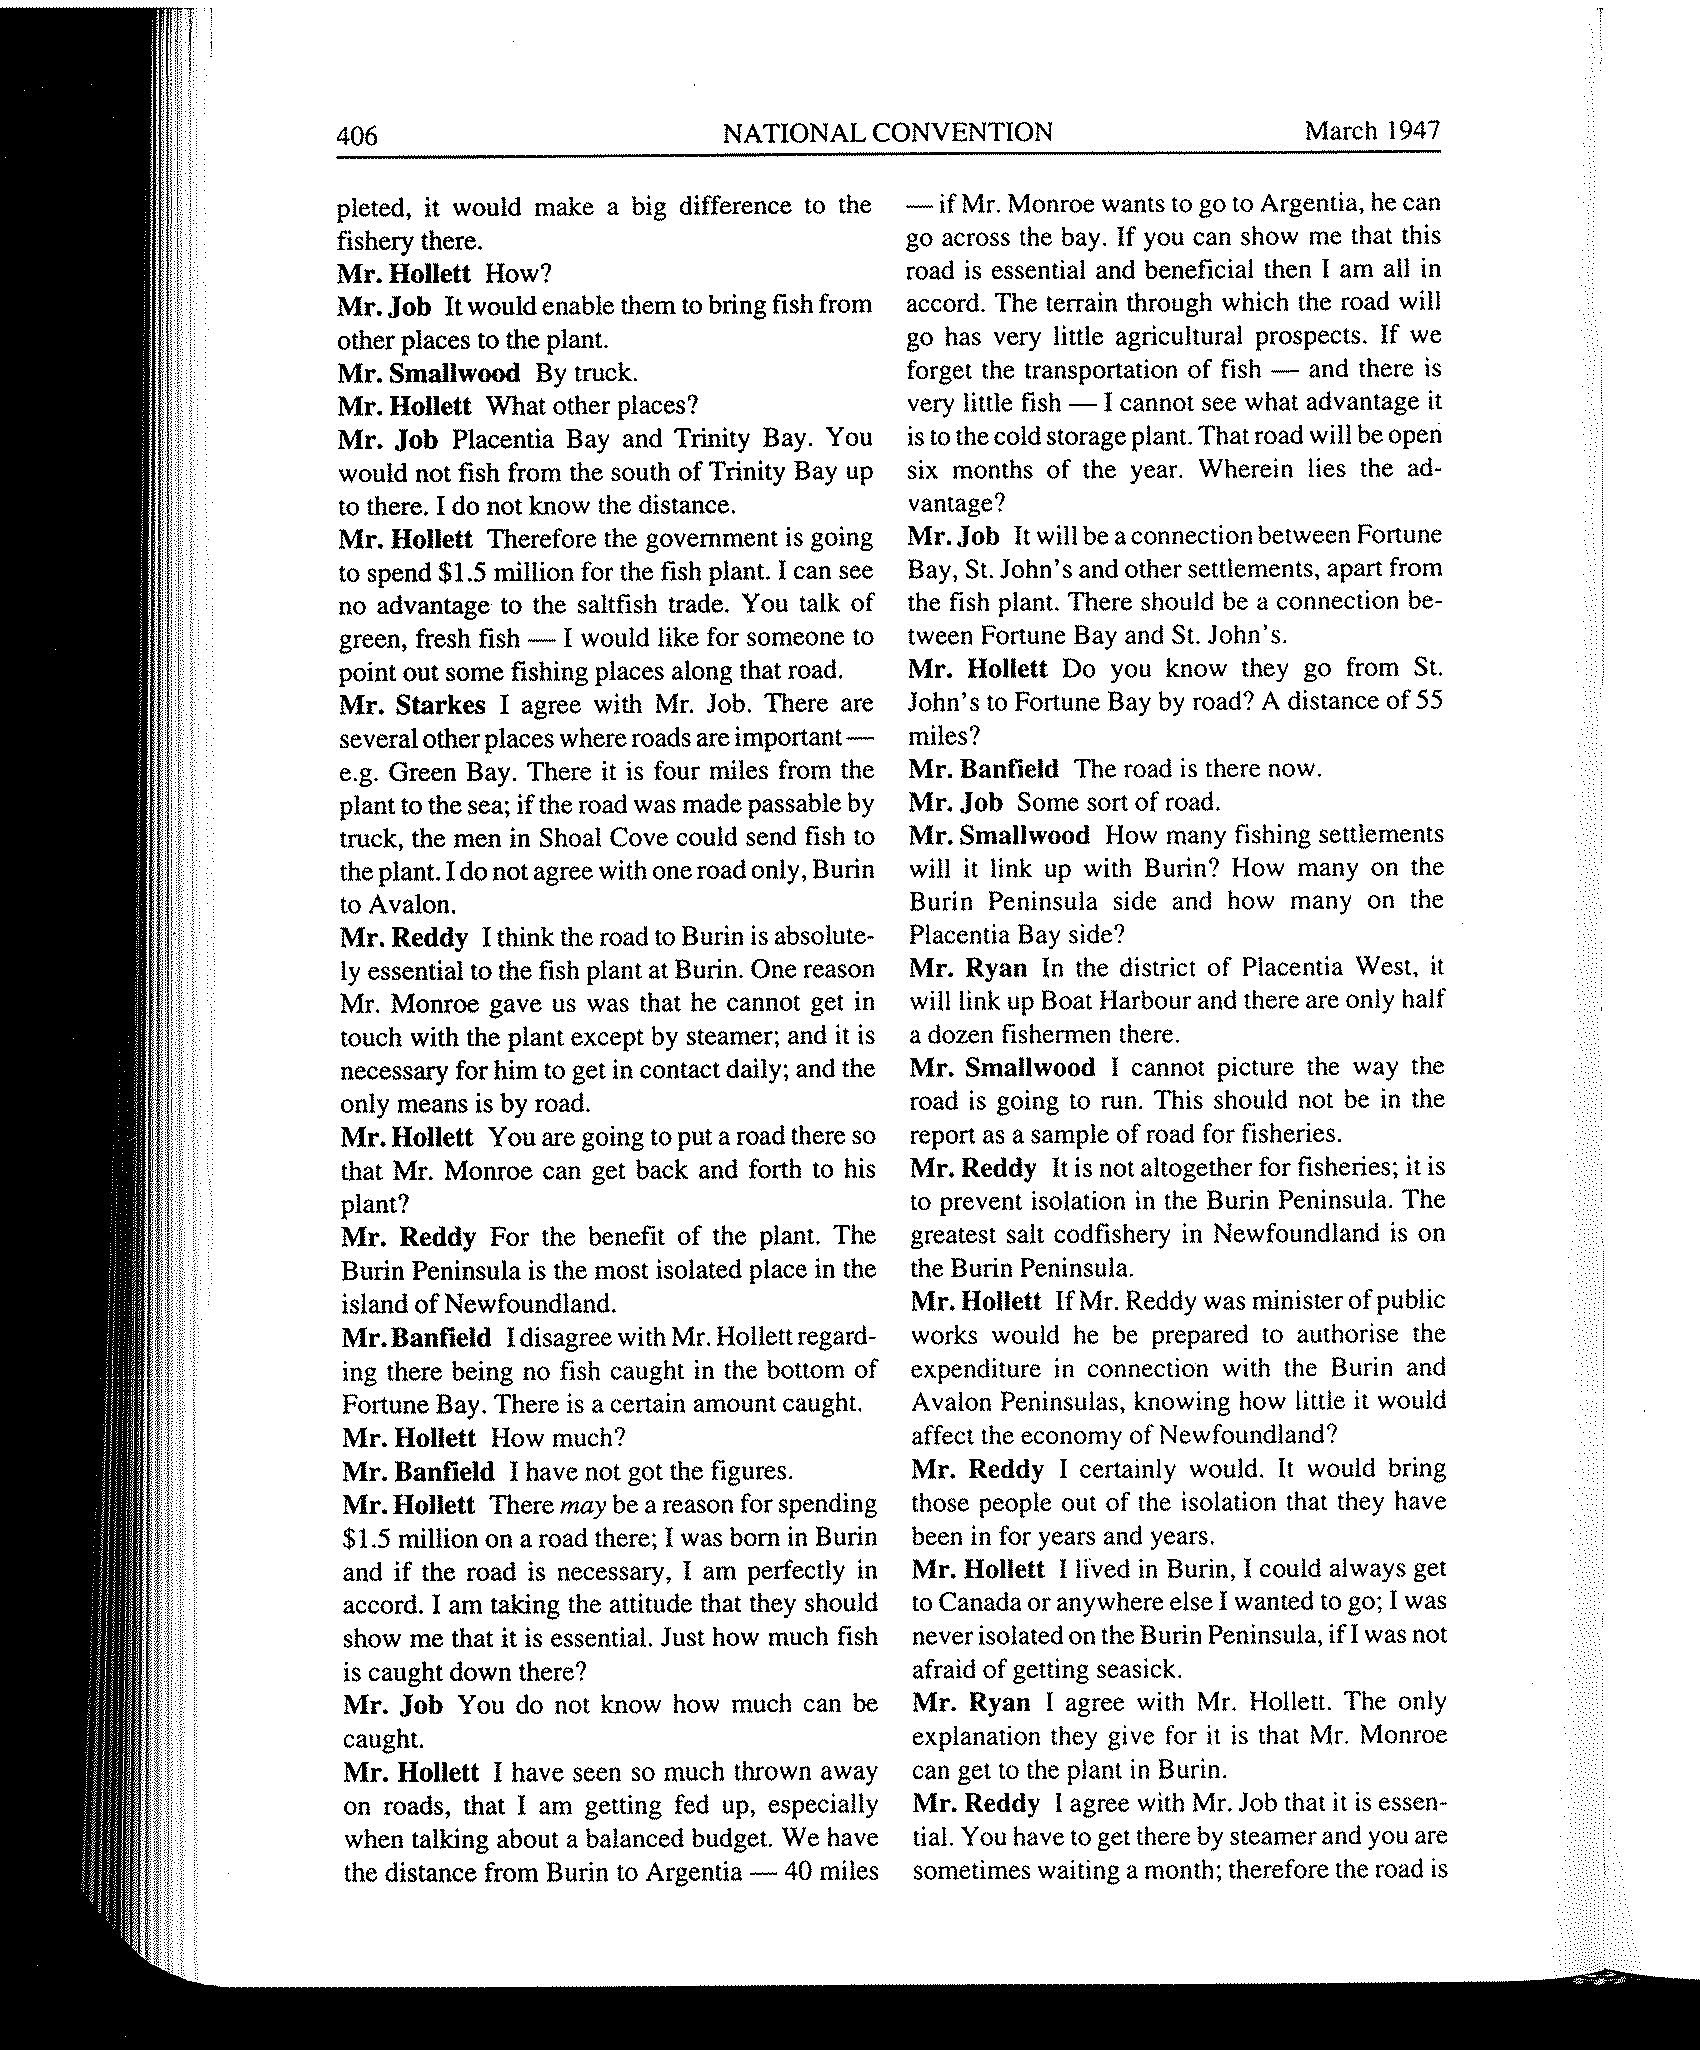 406 NATIONAL CONVENTION March 1947
pleted, it would make a big difference to the
fishery there.
Mr. Hollett How?
Mr. Job It would enable them to bring fish from
other places to the plant.
Mr. Smallwood By truck.
Mr. Hollett What other places?
Mr. Job Placentia Bay and Trinity Bay. You
would not fish from the south of Trinity Bay up
to there. I do not know the distance.
Mr. Hollett Therefore the government is going
to spend $1.5 million for the fish plant. I can see
no advantage to the saltfish trade. You talk of
green, fresh fish — I would like for someone to
point out some fishing places along that road.
Mr. Starkes I agree with Mr. Job. There are
several other places where roads are important —
e.g. Green Bay. There it is four miles from the
plant to the sea; if the road was made passable by
truck, the men in Shoal Cove could send fish to
the plant. I do not agree with one road only, Burin
to Avalon.
Mr. Reddy I think the road to Burin is absolute-
ly essential to the fish plant at Burin. One reason
Mr. Monroe gave us was that he cannot get in
touch with the plant except by steamer; and it is
necessary for him to get in contact daily; and the
only means is by road.
Mr. Hollett You are going to put a road there so
that Mr. Monroe can get back and forth to his
plant?
Mr. Reddy For the benefit of the plant. The
Burin Peninsula is the most isolated place in the
island of Newfoundland.
Mr. Banfield I disagree with Mr. Hollett regard-
ing there being no fish caught in the bottom of
Fortune Bay. There is a certain amount caught.
Mr. Hollett How much?
Mr. Banfield I have not got the figures.
Mr. Hollett There may be a reason for spending
$1.5 million on a road there; I was born in Burin
and if the road is necessary, I am perfectly in
accord. I am taking the attitude that they should
show me that it is essential. Just how much fish
is caught down there?
Mr. Job You do not know how much can be
caught.
Mr. Hollett I have seen so much thrown away
on roads, that I am getting fed up, especially
when talking about a balanced budget. We have
the distance from Burin to Argentia — 40 miles
— if Mr. Monroe wants to go to Argentia, he can
go across the bay. If you can show me that this
road is essential and beneficial then I am all in
accord. The terrain through which the road will
go has very little agricultural prospects. If we
forget the transportation of fish — and there is
very little fish — I cannot see what advantage it
is to the cold storage plant. That road will be open
six months of the year. Wherein lies the ad-
vantage?
Mr. Job It will be a connection between Fortune
Bay, St. John's and other settlements, apart from
the fish plant. There should be a connection be-
tween Fortune Bay and St. John's.
Mr. Hollett Do you know they go from St.
John's to Fortune Bay by road? A distance of 55
miles?
Mr. Banfield The road is there now.
Mr. Job Some sort of road.
Mr. Smallwood How many fishing settlements
will it link up with Burin? How many on the
Burin Peninsula side and how many on the
Placentia Bay side?
Mr. Ryan In the district of Placentia West, it
will link up Boat Harbour and there are only half
a dozen fishermen there.
Mr. Smallwood I cannot picture the way the
road is going to run. This should not be in the
report as a sample of road for fisheries.
Mr. Reddy It is not altogether for fisheries; it is
to prevent isolation in the Burin Peninsula. The
greatest salt codfishery in Newfoundland is on
the Burin Peninsula.
Mr. Hollett If Mr. Reddy was minister of public
works would he be prepared to authorise the
expenditure in connection with the Burin and
Avalon Peninsulas, knowing how little it would
affect the economy of Newfoundland?
Mr. Reddy I certainly would. It would bring
those people out of the isolation that they have
been in for years and years.
Mr. Hollett I lived in Burin, I could always get
to Canada or anywhere else I wanted to go; I was
never isolated on the Burin Peninsula, if I was not
afraid of getting seasick.
Mr. Ryan I agree with Mr. Hollett. The only
explanation they give for it is that Mr. Monroe
can get to the plant in Burin.
Mr. Reddy I agree with Mr. Job that it is essen-
tial. You have to get there by steamer and you are
sometimes waiting a month; therefore the road is